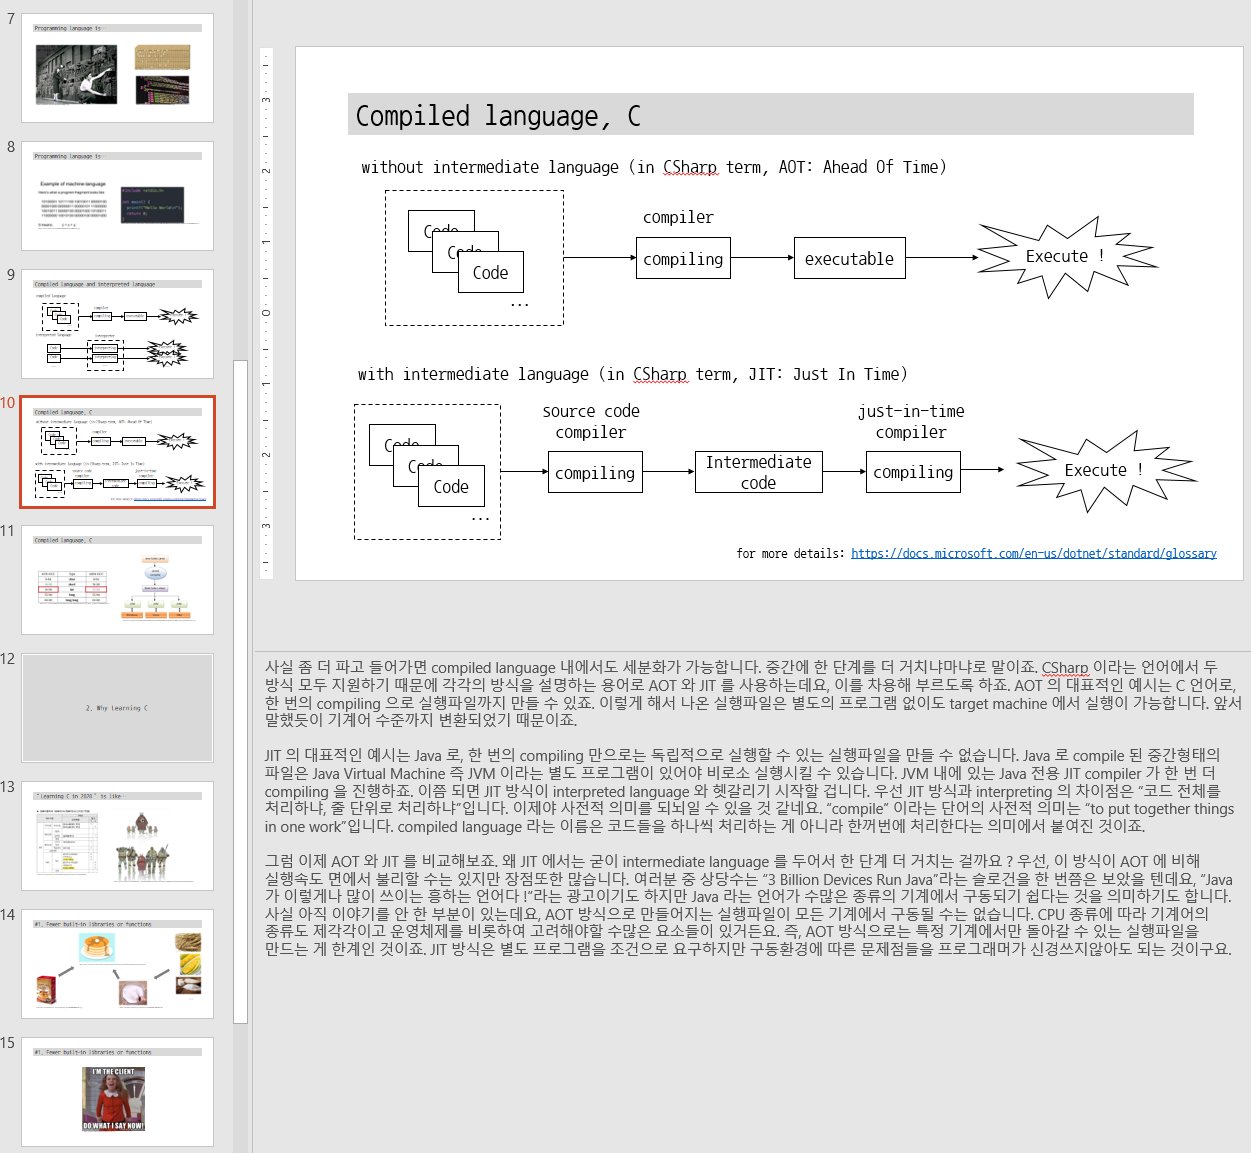 7
Programming language is…
8
Programming language is…
Example of machine-language
Here's what a program-fragment looks like:
9
Compiled language and interpreted language
compiled language
compiler
Code
compiling
executable
interpreted language
interpreter
Code
Code
10
Compiled language, C
11
Compiled language, C
12
2. Why Learning C
13
"Learning C in 2020" is like…
14
#1. Fewer built-in libraries or functions
15
#1. Fewer built-in libraries or functions
I'M THE CLIENT
DO WHAT I SAY NOW!
Compiled language, C
without intermediate language (in CSharp term, AOT: Ahead Of Time)
compiler
Code
Code
Code
...
compiling
executable
Execute !
with intermediate language (in CSharp term, JIT: Just In Time)
source code
compiler
just-in-time
compiler
Code
Code
Code
...
compiling
Intermediate
code
compiling
Execute !
for more details: https://docs.microsoft.com/en-us/dotnet/standard/glossary
사실 좀 더 파고 들어가면 compiled language 내에서도 세분화가 가능합니다. 중간에 한 단계를 더 거치냐마냐로 말이죠. CSharp 이라는 언어에서 두
방식 모두 지원하기 때문에 각각의 방식을 설명하는 용어로 AOT 와 JIT 를 사용하는데요, 이를 차용해 부르도록 하죠. AOT 의 대표적인 예시는 C 언어로,
한 번의 compiling 으로 실행파일까지 만들 수 있죠. 이렇게 해서 나온 실행파일은 별도의 프로그램 없이도 target machine 에서 실행이 가능합니다. 앞서
말했듯이 기계어 수준까지 변환되었기 때문이죠.
JIT 의 대표적인 예시는 Java 로, 한 번의 compiling 만으로는 독립적으로 실행할 수 있는 실행파일을 만들 수 없습니다. Java 로 compile 된 중간형태의
파일은 Java Virtual Machine 즉 JVM 이라는 별도 프로그램이 있어야 비로소 실행시킬 수 있습니다. JVM 내에 있는 Java 전용 JIT compiler 가 한 번 더
compiling 을 진행하죠. 이쯤 되면 JIT 방식이 interpreted language 와 헷갈리기 시작할 겁니다. 우선 JIT 방식과 interpreting 의 차이점은 “코드 전체를
처리하냐, 줄 단위로 처리하냐”입니다. 이제야 사전적 의미를 되뇌일 수 있을 것 같네요. “compile” 이라는 단어의 사전적 의미는 “to put together things
in one work”입니다. compiled language 라는 이름은 코드들을 하나씩 처리하는 게 아니라 한꺼번에 처리한다는 의미에서 붙여진 것이죠.
그럼 이제 AOT 와 JIT 를 비교해보죠. 왜 JIT 에서는 굳이 intermediate language 를 두어서 한 단계 더 거치는 걸까요 ? 우선, 이 방식이 AOT 에 비해
실행속도 면에서 불리할 수는 있지만 장점또한 많습니다. 여러분 중 상당수는 “3 Billion Devices Run Java”라는 슬로건을 한 번쯤은 보았을 텐데요, “Java
가 이렇게나 많이 쓰이는 흥하는 언어다 !”라는 광고이기도 하지만 Java 라는 언어가 수많은 종류의 기계에서 구동되기 쉽다는 것을 의미하기도 합니다.
사실 아직 이야기를 안 한 부분이 있는데요, AOT 방식으로 만들어지는 실행파일이 모든 기계에서 구동될 수는 없습니다. CPU 종류에 따라 기계어의
종류도 제각각이고 운영체제를 비롯하여 고려해야할 수많은 요소들이 있거든요. 즉, AOT 방식으로는 특정 기계에서만 돌아갈 수 있는 실행파일을
만드는 게 한계인 것이죠. JIT 방식은 별도 프로그램을 조건으로 요구하지만 구동환경에 따른 문제점들을 프로그래머가 신경쓰지않아도 되는 것이구요.